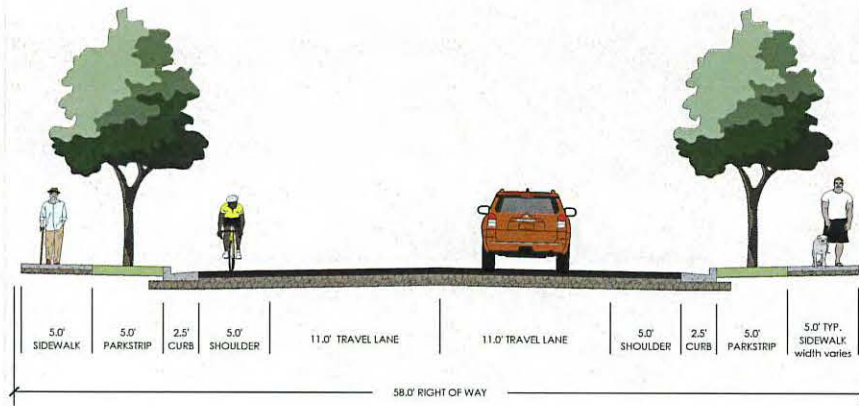 5.0'
SIDEWALK
5.0'
PARKSTRIP
2.5'
CURB
5.0'
SHOULDER
11.0' TRAVEL LANE
11.0' TRAVEL LANE
5.0'
SHOULDER
2.5'
CURB
5.0'
PARKSTRIP
5.0' TYP.
SIDEWALK
width varies
58.0' RIGHT OF WAY